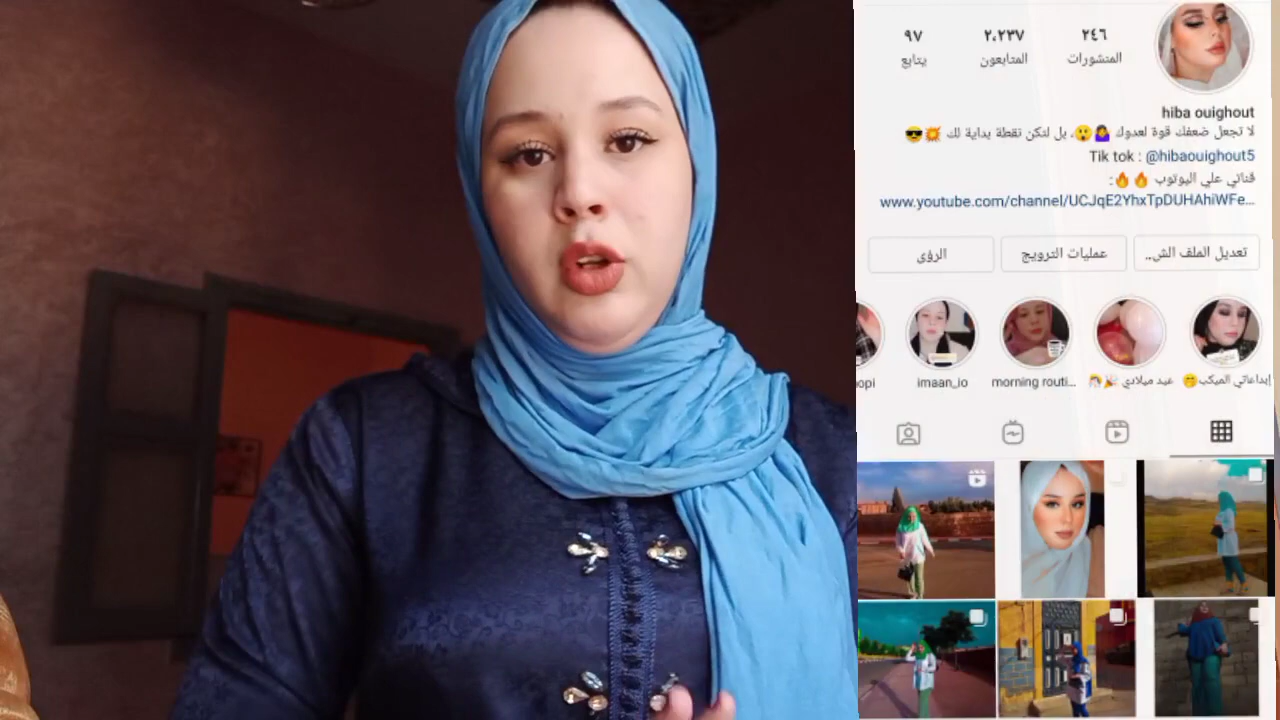 ٢٤٦ ٢،٢٣٧ ٩٧
المنشورات المتابعون يتابع
hiba ouighout
لا تجعل ضعفك قوة لعدوك 🤷‍♀️😲، بل لتكن نقطة بداية لك 💥😎
Tik tok : @hibaouighout5
قناتي علي اليوتوب 🔥🔥:
www.youtube.com/channel/UCJqE2YhxTpDUHAhiWFe...
تعديل الملف الش.. عمليات الترويج الرؤى
إبداعاتي الميكب😋 عيد ميلادي 🎉 morning routi... imaan_io opi